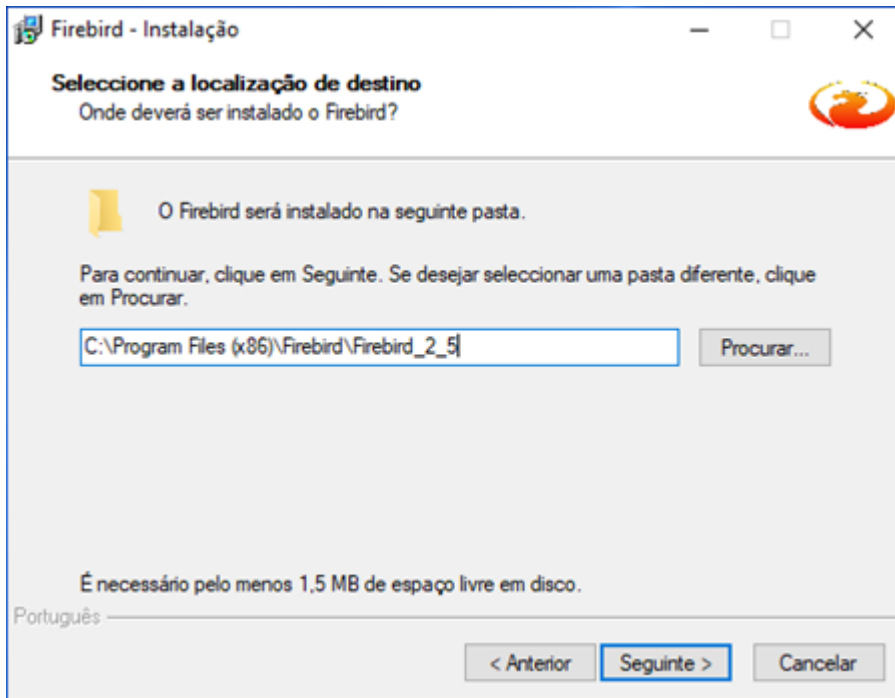 Firebird - Instalação
Seleccione a localização de destino
Onde deverá ser instalado o Firebird?
O Firebird será instalado na seguinte pasta.
Para continuar, clique em Seguinte. Se desejar seleccionar uma pasta diferente, clique
em Procurar.
C:\Program Files (x86)\Firebird\Firebird_2_5
Procurar...
É necessário pelo menos 1,5 MB de espaço livre em disco.
Português
< Anterior
Seguinte >
Cancelar